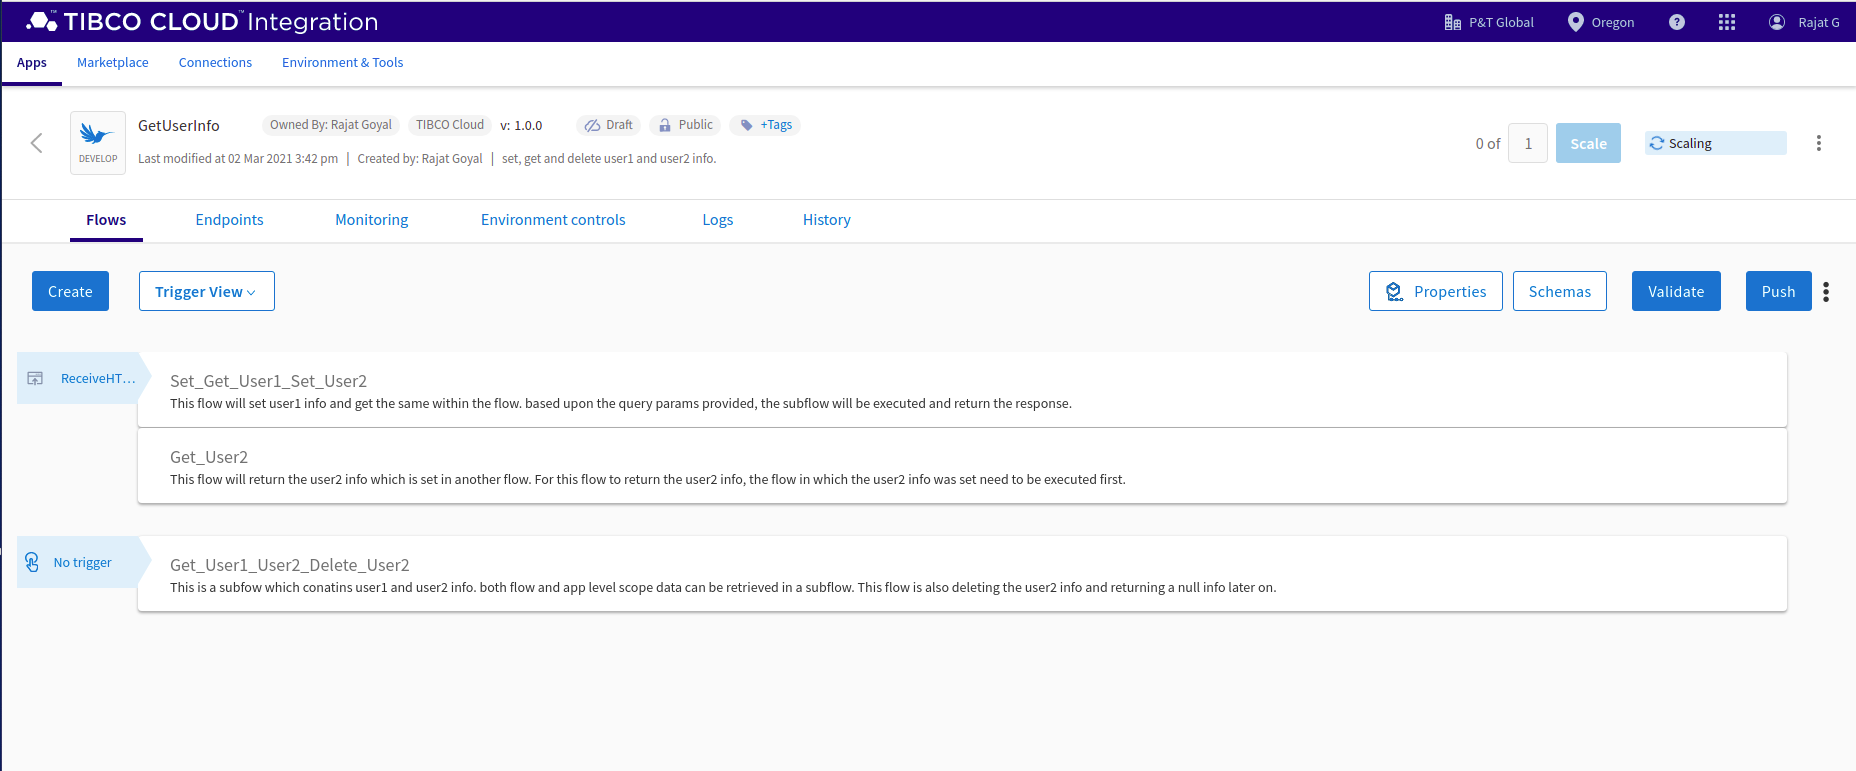 TIBCO CLOUD™ Integration
P&T Global
Oregon
?
Rajat G
Apps
Marketplace
Connections
Environment & Tools
DEVELOP
GetUserInfo
Owned By: Rajat Goyal
TIBCO Cloud
v: 1.0.0
Draft
Public
+Tags
Last modified at 02 Mar 2021 3:42 pm | Created by: Rajat Goyal | set, get and delete user1 and user2 info.
0 of
1
Scale
Scaling
Flows
Endpoints
Monitoring
Environment controls
Logs
History
Create
Trigger View
Properties
Schemas
Validate
Push
ReceiveHT...
Set_Get_User1_Set_User2
This flow will set user1 info and get the same within the flow. based upon the query params provided, the subflow will be executed and return the response.
Get_User2
This flow will return the user2 info which is set in another flow. For this flow to return the user2 info, the flow in which the user2 info was set need to be executed first.
No trigger
Get_User1_User2_Delete_User2
This is a subfow which conatins user1 and user2 info. both flow and app level scope data can be retrieved in a subflow. This flow is also deleting the user2 info and returning a null info later on.